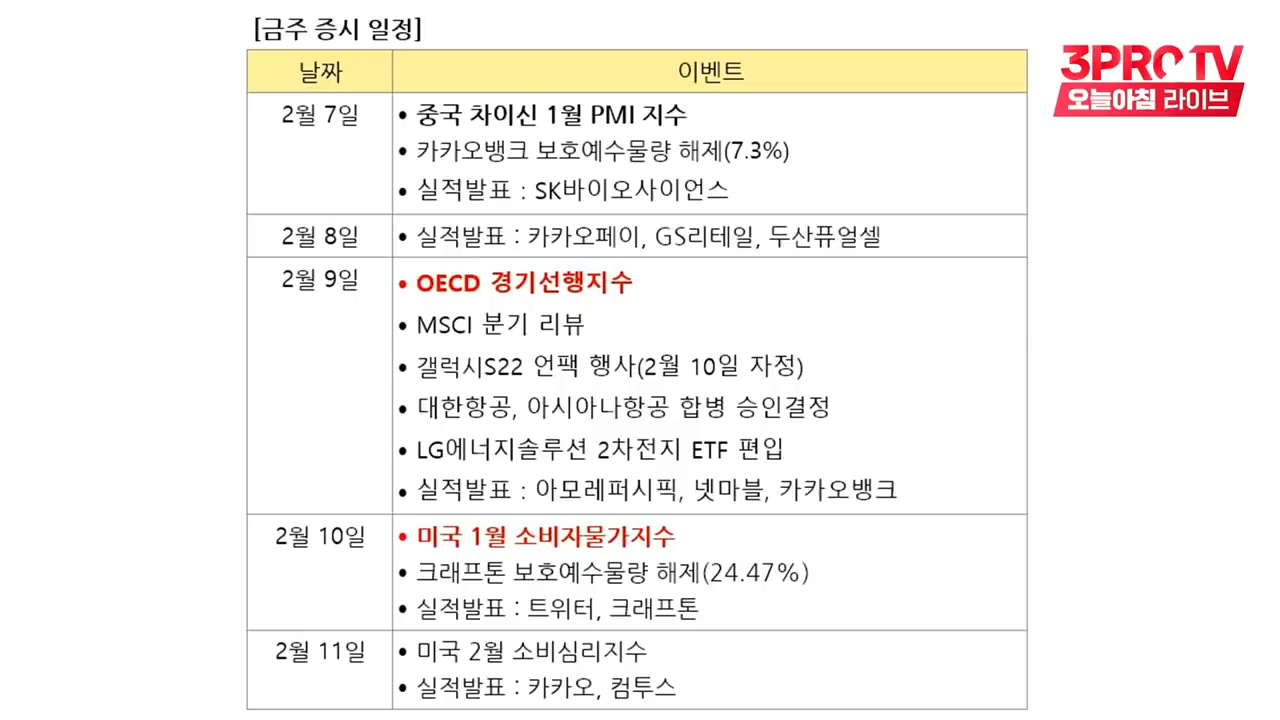 [금주 증시 일정]
3PRO TV
오늘아침 라이브
날짜 이벤트
2월 7일 • 중국 차이신 1월 PMI 지수
• 카카오뱅크 보호예수물량 해제(7.3%)
• 실적발표 : SK바이오사이언스
2월 8일 • 실적발표 : 카카오페이, GS리테일, 두산퓨얼셀
2월 9일 • OECD 경기선행지수
• MSCI 분기 리뷰
• 갤럭시S22 언팩 행사(2월 10일 자정)
• 대한항공, 아시아나항공 합병 승인결정
• LG에너지솔루션 2차전지 ETF 편입
• 실적발표 : 아모레퍼시픽, 넷마블, 카카오뱅크
2월 10일 • 미국 1월 소비자물가지수
• 크래프톤 보호예수물량 해제(24.47%)
• 실적발표 : 트위터, 크래프톤
2월 11일 • 미국 2월 소비심리지수
• 실적발표 : 카카오, 컴투스